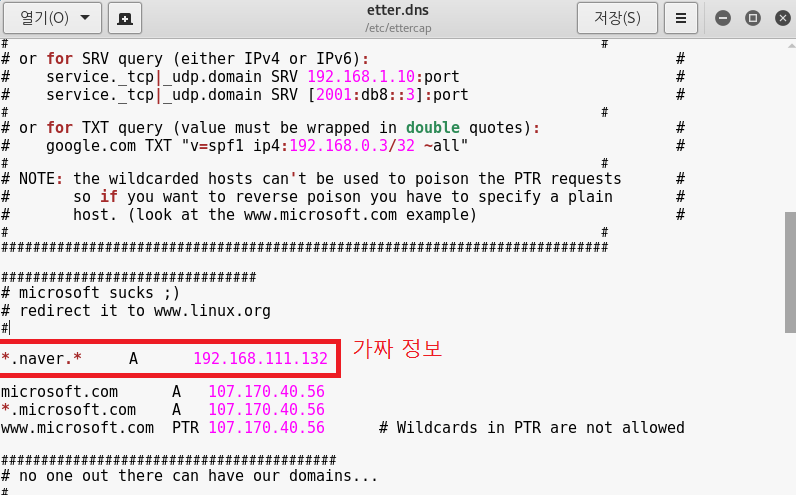 열기(O)
etter.dns
/etc/ettercap
저장(S)
# #
# or for SRV query (either IPv4 or IPv6): #
# service._tcp|_udp.domain SRV 192.168.1.10:port #
# service._tcp|_udp.domain SRV [2001:db8::3]:port #
# #
# or for TXT query (value must be wrapped in double quotes): #
# google.com TXT "v=spf1 ip4:192.168.0.3/32 ~all" #
# #
# NOTE: the wildcarded hosts can't be used to poison the PTR requests #
# so if you want to reverse poison you have to specify a plain #
# host. (look at the www.microsoft.com example) #
# #
############################################################################

################################
# microsoft sucks ;)
# redirect it to www.linux.org
#
*.naver.* A 192.168.111.132 가짜 정보
microsoft.com A 107.170.40.56
*.microsoft.com A 107.170.40.56
www.microsoft.com PTR 107.170.40.56 # Wildcards in PTR are not allowed

##########################################
# no one out there can have our domains...
#